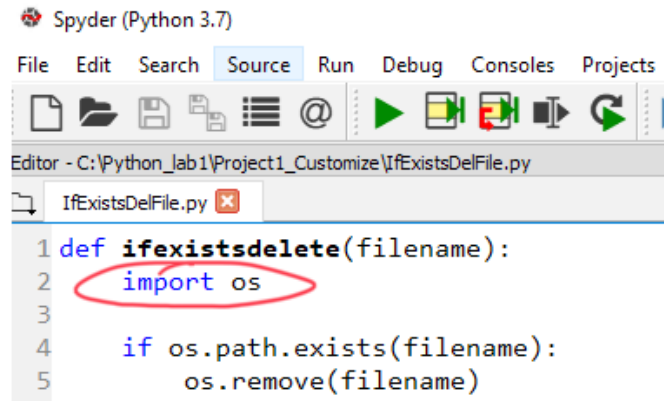 Spyder (Python 3.7)
File Edit Search Source Run Debug Consoles Projects
Editor - C:\Python_lab1\Project1_Customize\IfExistsDelFile.py
IfExistsDelFile.py
1 def ifexistsdelete(filename):
2     import os
3
4     if os.path.exists(filename):
5         os.remove(filename)